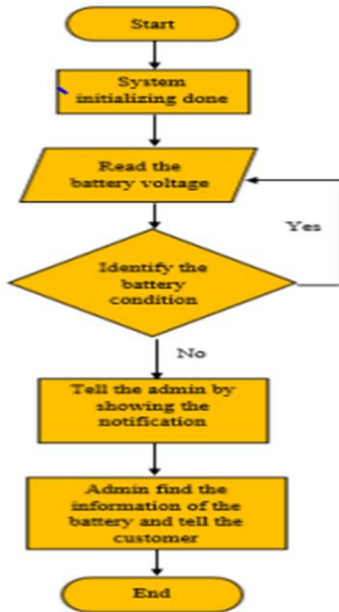 Start
System
initializing done
Read the
battery voltage
Yes
Identify the
battery
condition
No
Tell the admin by
showing the
notification
Admin find the
information of the
battery and tell the
customer
End